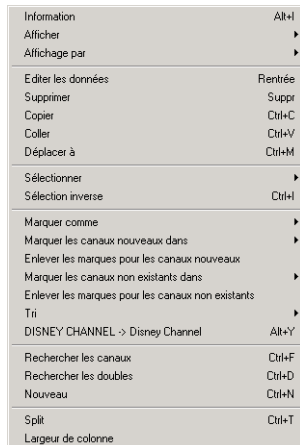 Information Alt+I
Afficher
Affichage par
Editer les données Rentrée
Supprimer Suppr
Copier Ctrl+C
Coller Ctrl+V
Déplacer à Ctrl+M
Sélectionner
Sélection inverse Ctrl+I
Marquer comme
Marquer les canaux nouveaux dans
Enlever les marques pour les canaux nouveaux
Marquer les canaux non existants dans
Enlever les marques pour les canaux non existants
Tri
DISNEY CHANNEL -> Disney Channel Alt+Y
Rechercher les canaux Ctrl+F
Rechercher les doubles Ctrl+D
Nouveau Ctrl+N
Split Ctrl+T
Largeur de colonne